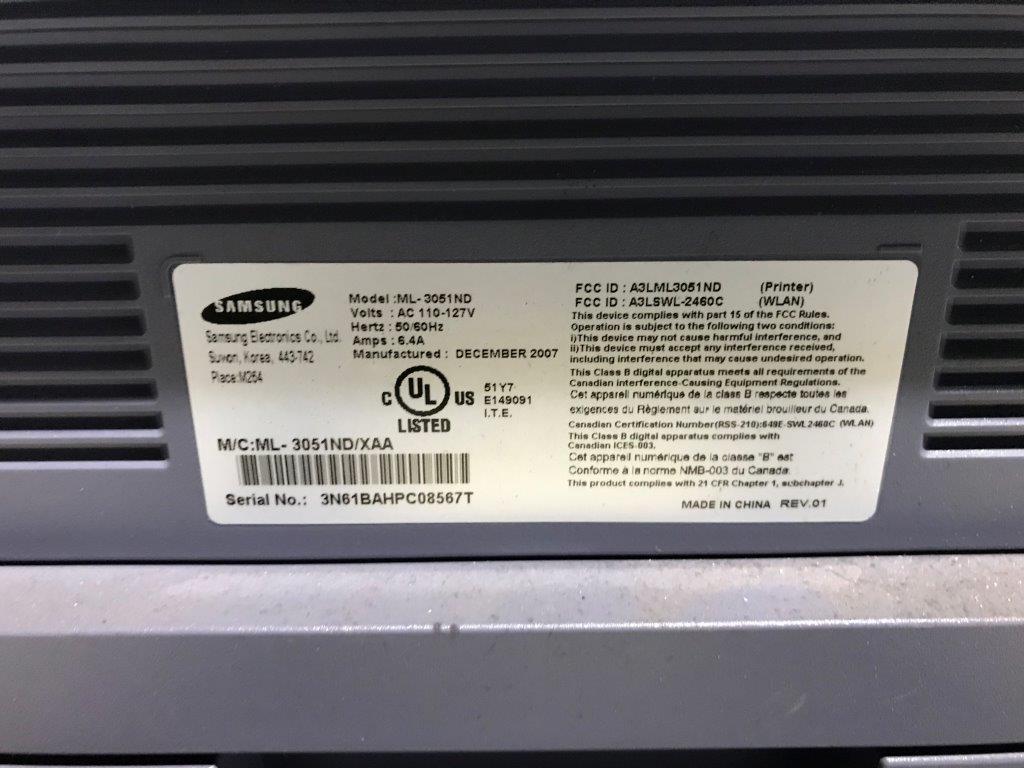 SAMSUNG
Samsung Electronics Co., Ltd.
Suwon, Korea, 443-742
Place:M264
Model :ML- 3051ND
Volts : AC 110-127V
Hertz : 50/60Hz
Amps : 6.4A
Manufactured : DECEMBER 2007
C UL US
LISTED
51Y7
E149091
I.T.E.
M/C:ML- 3051ND/XAA
Serial No.: 3N61BAHPC08567T
FCC ID : A3LML3051ND (Printer)
FCC ID : A3LSWL-2460C (WLAN)
This device complies with part 15 of the FCC Rules.
Operation is subject to the following two conditions:
i)This device may not cause harmful interference, and
ii)This device must accept any interference received,
including interference that may cause undesired operation.
This Class B digital apparatus meets all requirements of the
Canadian interference-Causing Equipment Regulations.
Cet appareil numérique de la class B respecte toutes les
exigences du Règlement sur le matériel brouilleur du Canada.
Canadian Certification Number(RSS-210):649E-SWL2460C (WLAN)
This Class B digital apparatus complies with
Canadian ICES-003.
Cet apparail numérique de la classe "B" est
Conforme à la norme NMB-003 du Canada.
This product complies with 21 CFR Chapter 1, subchapter J.
MADE IN CHINA REV.01